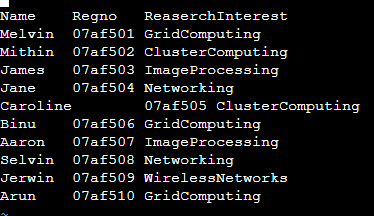 Name Regno ReaserchInterest
Melvin 07af501 GridComputing
Mithin 07af502 ClusterComputing
James 07af503 ImageProcessing
Jane 07af504 Networking
Caroline 07af505 ClusterComputing
Binu 07af506 GridComputing
Aaron 07af507 ImageProcessing
Selvin 07af508 Networking
Jerwin 07af509 WirelessNetworks
Arun 07af510 GridComputing
~